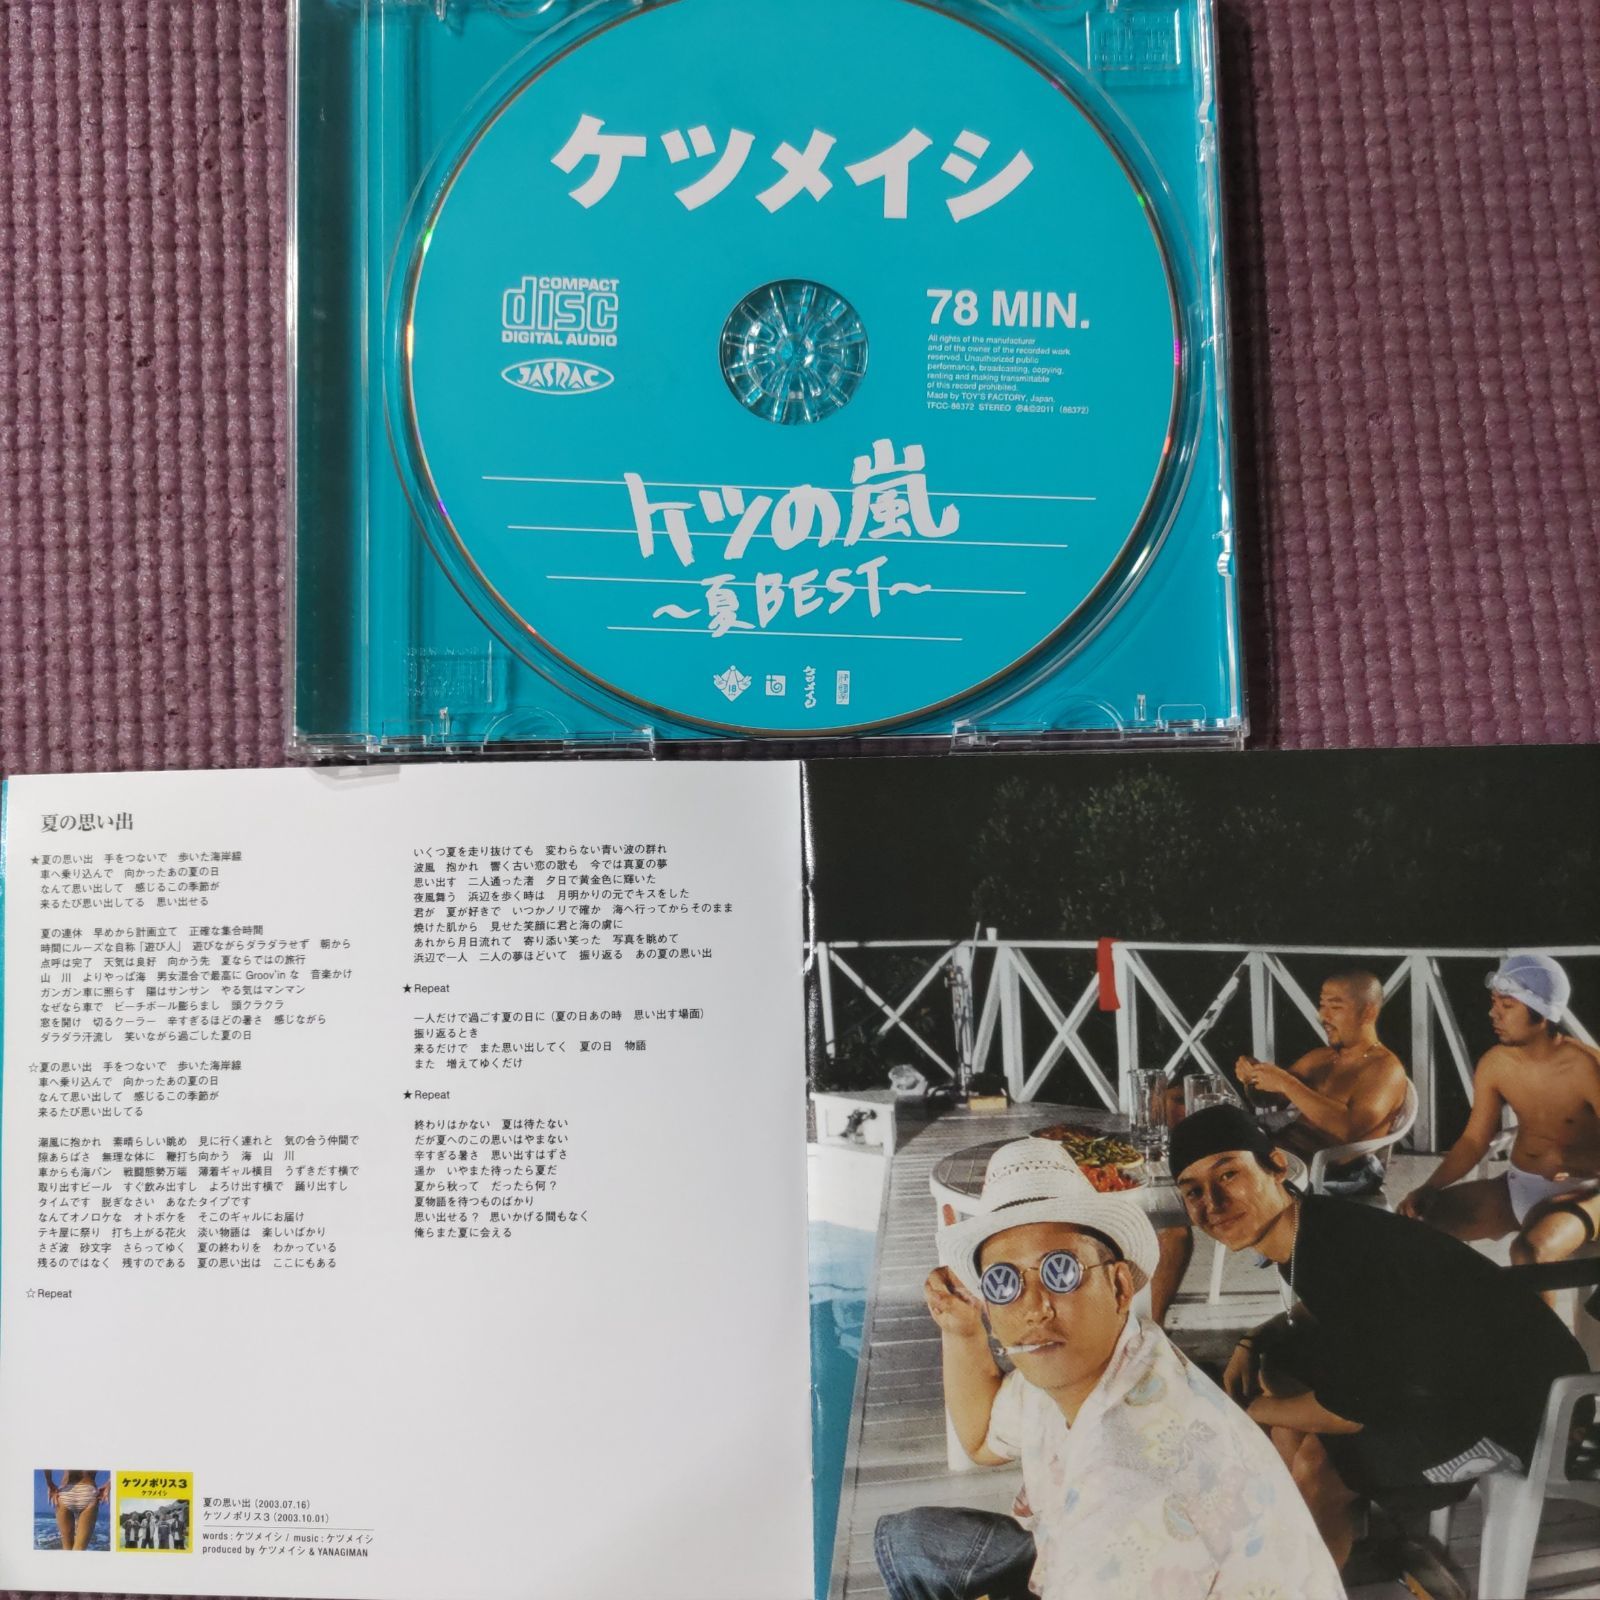 ケツメイシ
COMPACT
disc
DIGITAL AUDIO
JASRAC
78 MIN.
All rights of the manufacturer
and of the owner of the recorded work
reserved. Unauthorized public
performance, broadcasting, copying,
renting and making transmittable
of this record prohibited.
Made by TOY'S FACTORY, Japan.
TFCC-86372 STEREO ℗&©2011 (86372)
ケツの嵐
～夏BEST～
18
夏の思い出
★夏の思い出　手をつないで　歩いた海岸線
車へ乗り込んで　向かったあの夏の日
なんて思い出して　感じるこの季節が
来るたび思い出してる　思い出せる
夏の連休　早めから計画立て　正確な集合時間
時間にルーズな自称「遊び人」　遊びながらダラダラせず　朝から
点呼は完了　天気は良好　向かう先　夏ならではの旅行
山　川　よりやっぱ海　男女混合で最高に Groov'in な　音楽かけ
ガンガン車に照らす　陽はサンサン　やる気はマンマン
なぜなら車で　ビーチボール膨らまし　頭クラクラ
窓を開け　切るクーラー　辛すぎるほどの暑さ　感じながら
ダラダラ汗流し　笑いながら過ごした夏の日
☆夏の思い出　手をつないで　歩いた海岸線
車へ乗り込んで　向かったあの夏の日
なんて思い出して　感じるこの季節が
来るたび思い出してる
潮風に抱かれ　素晴らしい眺め　見に行く連れと　気の合う仲間で
隙あらばさ　無理な体に　鞭打ち向かう　海　山　川
車からも海パン　戦闘態勢万端　薄着ギャル横目　うずきだす横で
取り出すビール　すぐ飲み出すし　よろけ出す横で　踊り出すし
タイムです　脱ぎなさい　あなたタイプです
なんてオノロケな　オトボケを　そこのギャルにお届け
テキ屋に祭り　打ち上がる花火　淡い物語は　楽しいばかり
さざ波　砂文字　さらってゆく　夏の終わりを　わかっている
残るのではなく　残すのである　夏の思い出は　ここにもある
☆Repeat
いくつ夏を走り抜けても　変わらない青い波の群れ
波風　抱かれ　響く古い恋の歌も　今では真夏の夢
思い出す　二人通った渚　夕日で黄金色に輝いた
夜風舞う　浜辺を歩く時は　月明かりの元でキスをした
君が　夏が好きで　いつかノリで確か　海へ行ってからそのまま
焼けた肌から　見せた笑顔に君と海の虜に
あれから月日流れて　寄り添い笑った　写真を眺めて
浜辺で一人　二人の夢ほどいて　振り返る　あの夏の思い出
★Repeat
一人だけで過ごす夏の日に（夏の日あの時　思い出す場面）
振り返るとき
来るだけで　また思い出してく　夏の日　物語
また　増えてゆくだけ
★Repeat
終わりはかない　夏は待たない
だが夏へのこの思いはやまない
辛すぎる暑さ　思い出すはずさ
遥か　いやまた待ったら夏だ
夏から秋って　だったら何？
夏物語を待つものばかり
思い出せる？　思いかげる間もなく
俺らまた夏に会える
ケツノポリス3
ケツメイシ
夏の思い出 (2003.07.16)
ケツノポリス3 (2003.10.01)
words : ケツメイシ / music : ケツメイシ
produced by ケツメイシ & YANAGIMAN